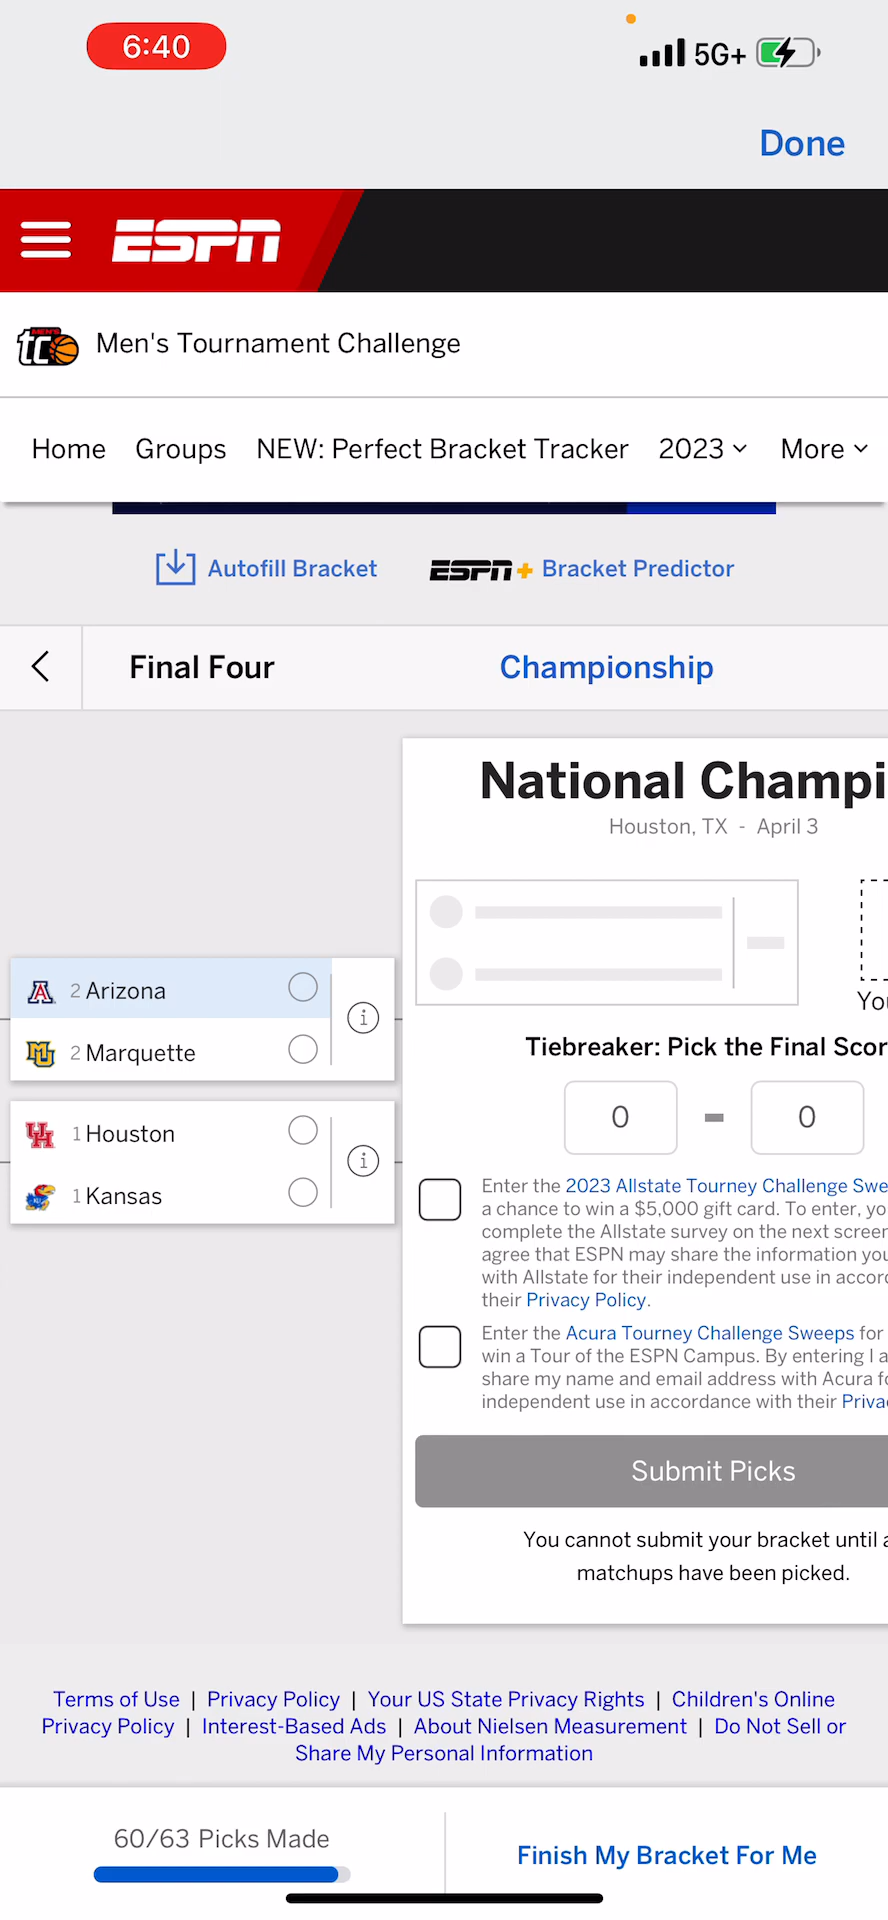 6:40
5G+
Done
ESPN
MEN'S
tc
Men's Tournament Challenge
Home Groups NEW: Perfect Bracket Tracker 2023 More
Autofill Bracket ESPN+ Bracket Predictor
Final Four Championship
National Champi
Houston, TX - April 3
2 Arizona
2 Marquette
1 Houston
1 Kansas
You
Tiebreaker: Pick the Final Scor
0 - 0
Enter the 2023 Allstate Tourney Challenge Swe
a chance to win a $5,000 gift card. To enter, yo
complete the Allstate survey on the next screen
agree that ESPN may share the information you
with Allstate for their independent use in accord
their Privacy Policy.
Enter the Acura Tourney Challenge Sweeps for
win a Tour of the ESPN Campus. By entering I a
share my name and email address with Acura fo
independent use in accordance with their Priva
Submit Picks
You cannot submit your bracket until a
matchups have been picked.
Terms of Use | Privacy Policy | Your US State Privacy Rights | Children's Online
Privacy Policy | Interest-Based Ads | About Nielsen Measurement | Do Not Sell or
Share My Personal Information
60/63 Picks Made
Finish My Bracket For Me